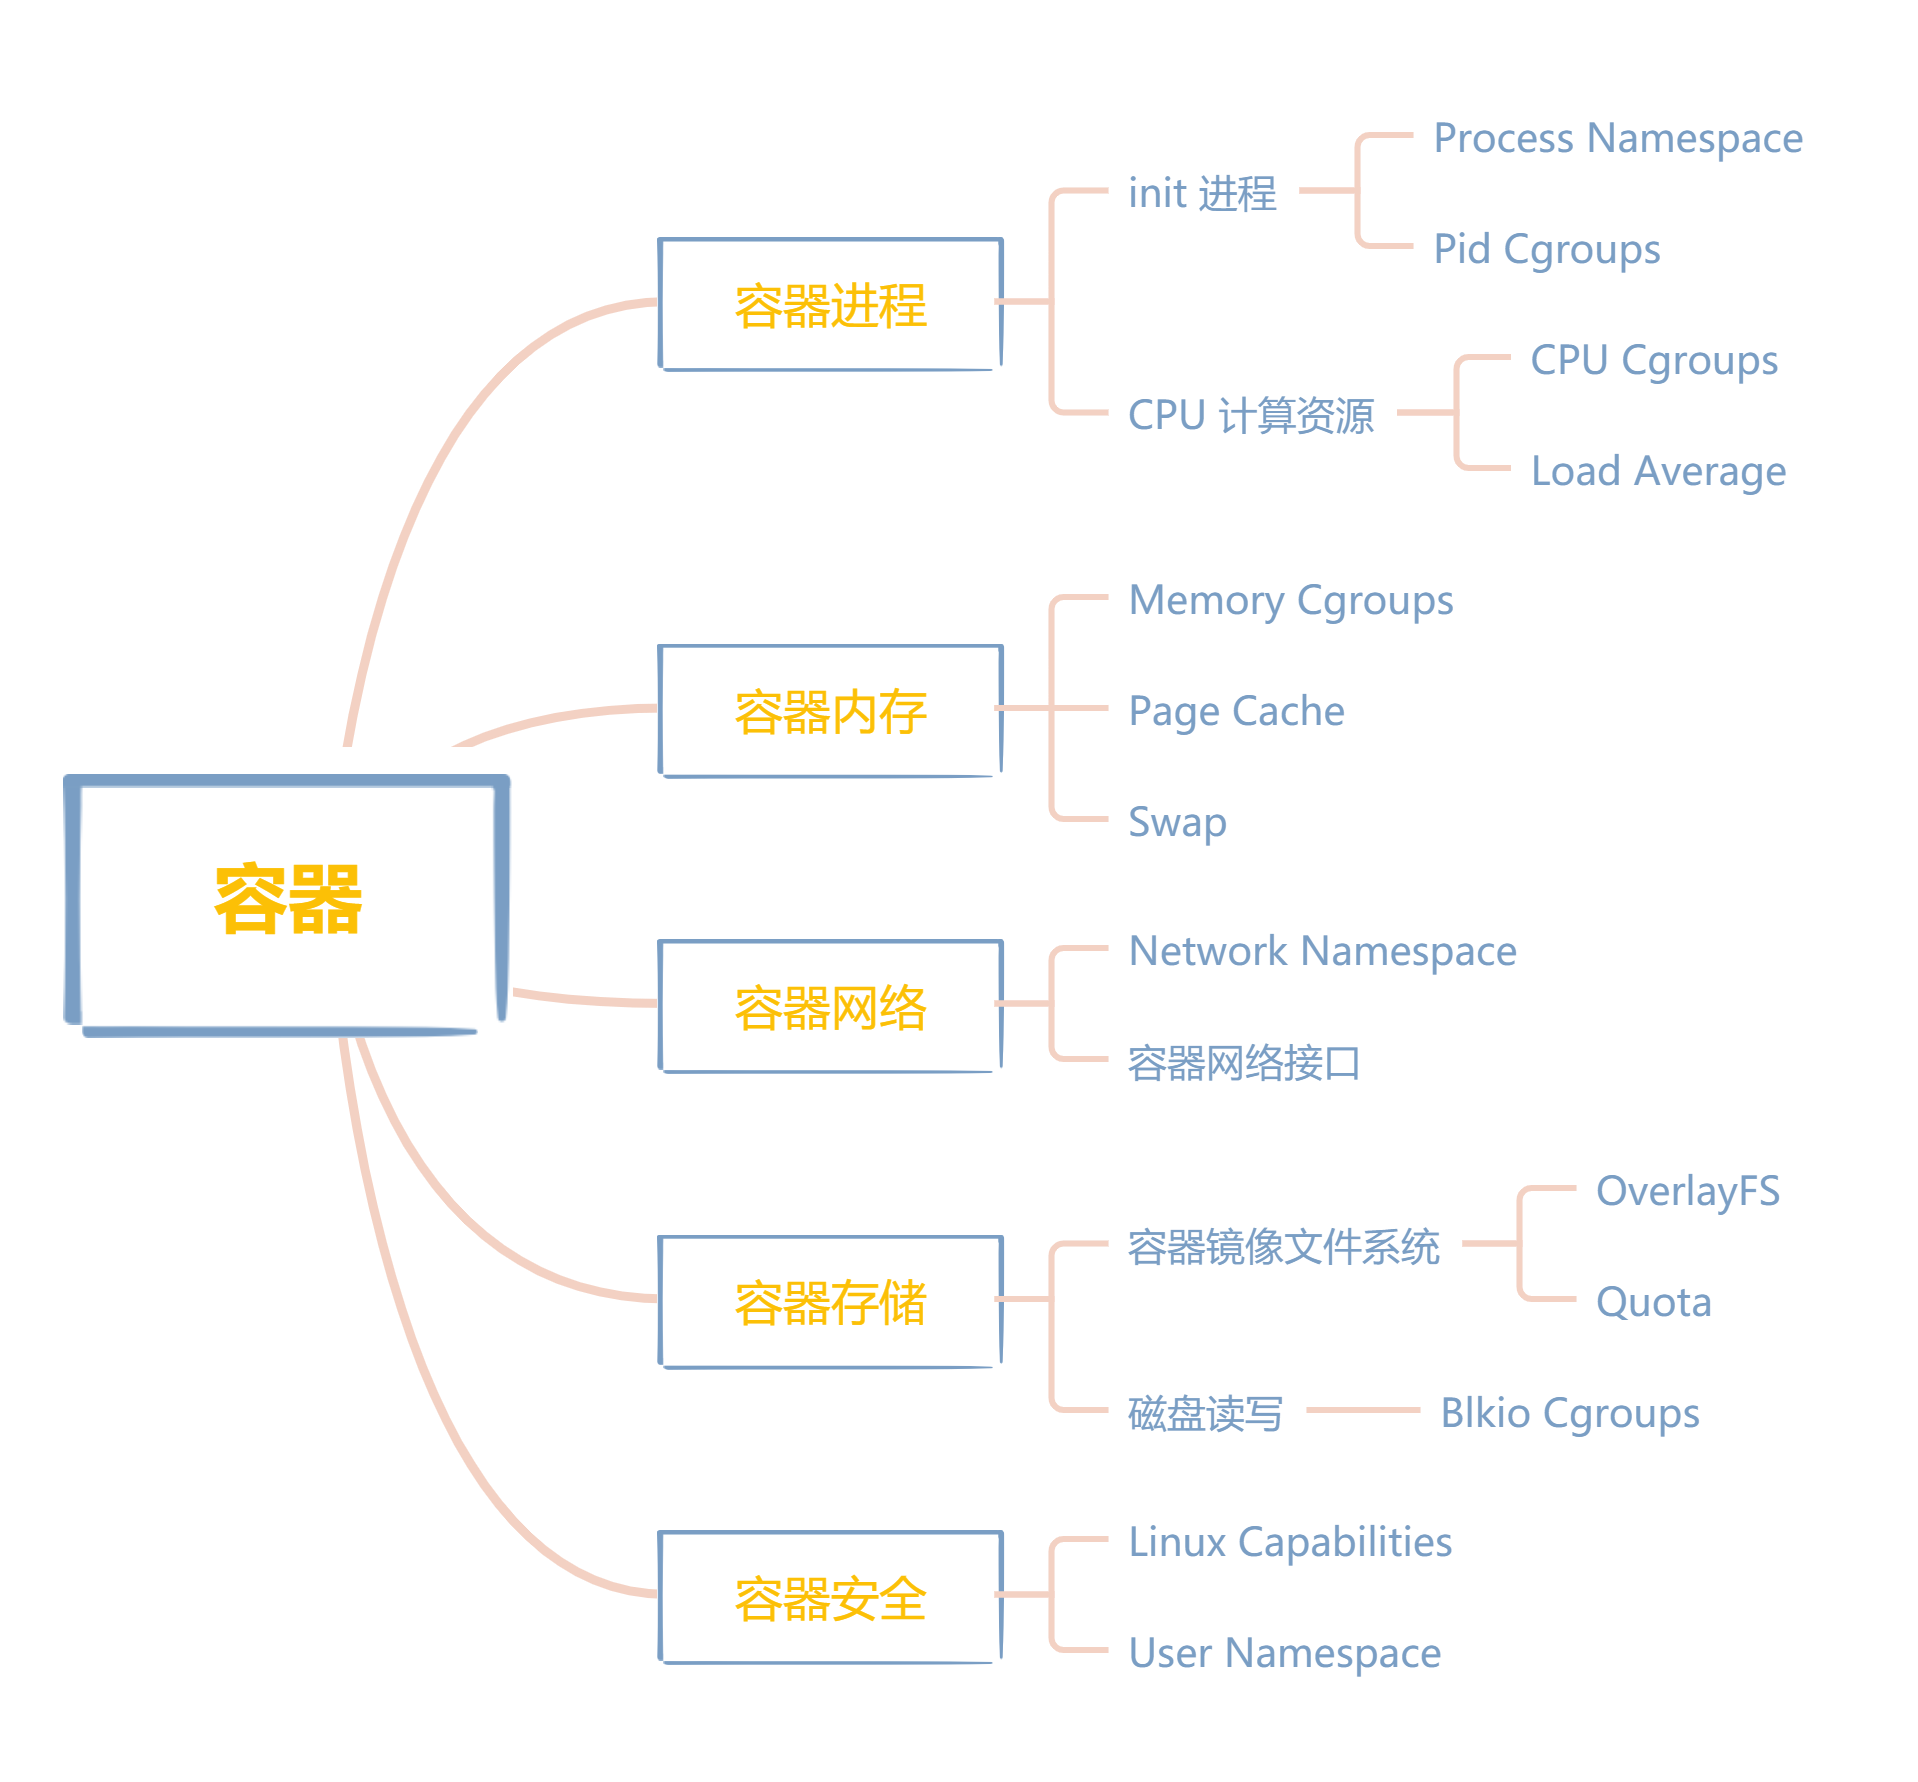 容器
容器进程
init 进程
Process Namespace
Pid Cgroups
CPU 计算资源
CPU Cgroups
Load Average
容器内存
Memory Cgroups
Page Cache
Swap
容器网络
Network Namespace
容器网络接口
容器存储
容器镜像文件系统
OverlayFS
Quota
磁盘读写
Blkio Cgroups
容器安全
Linux Capabilities
User Namespace